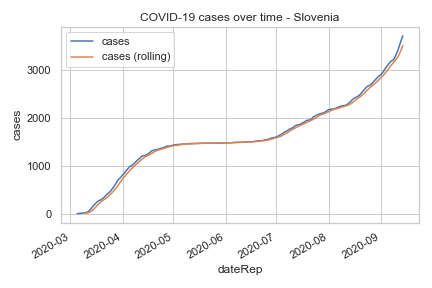 COVID-19 cases over time - Slovenia
cases
cases (rolling)
3000
2000
1000
0
cases
2020-03
2020-04
2020-05
2020-06
2020-07
2020-08
2020-09
dateRep